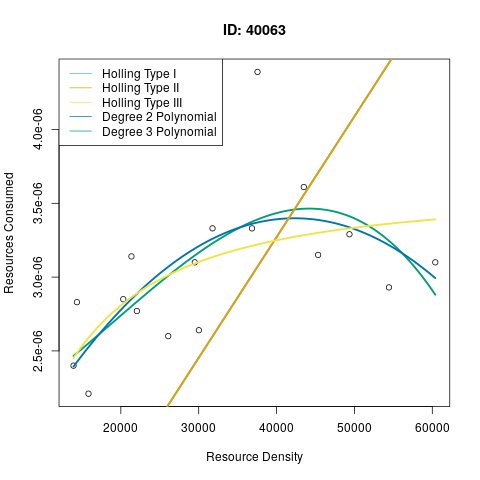 ID: 40063
Holling Type I
Holling Type II
Holling Type III
Degree 2 Polynomial
Degree 3 Polynomial
Resources Consumed
4.0e-06
3.5e-06
3.0e-06
2.5e-06
20000 30000 40000 50000 60000
Resource Density